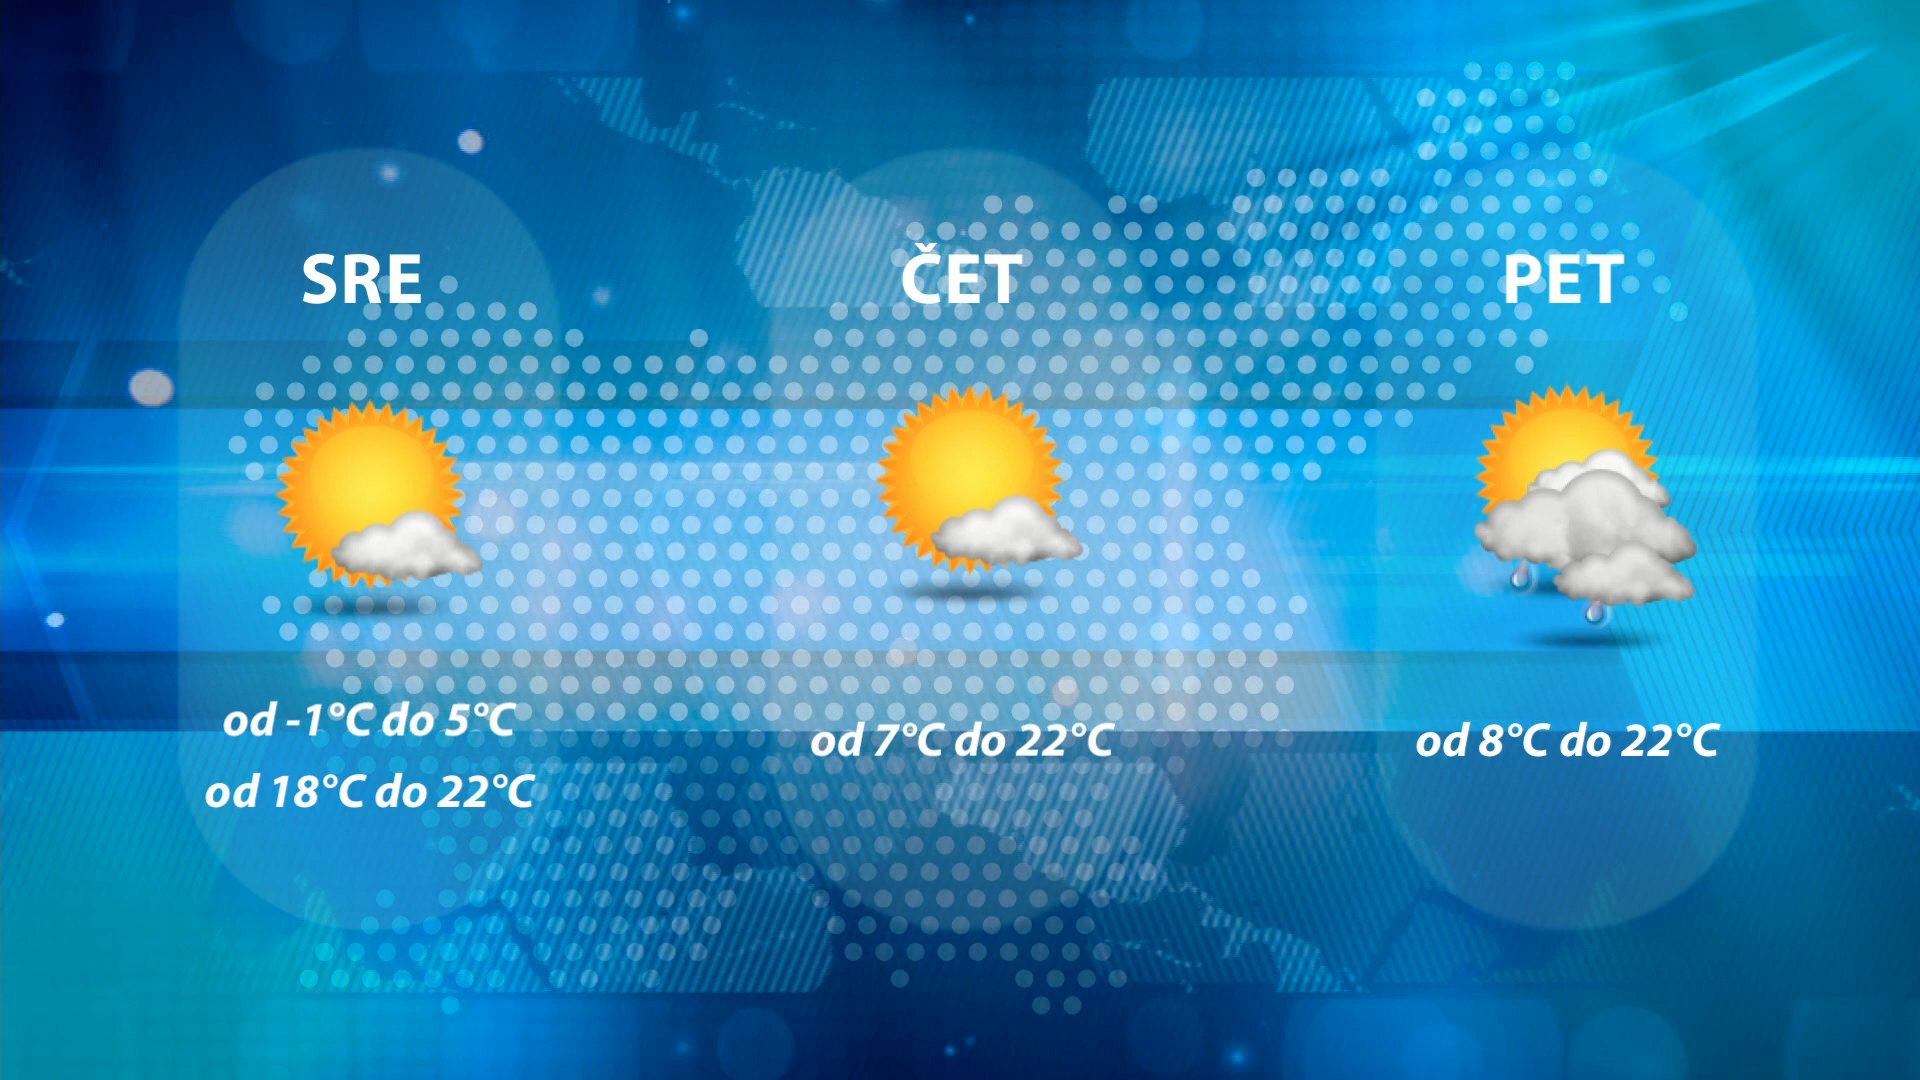 SRE
od -1°C do 5°C
od 18°C do 22°C
ČET
od 7°C do 22°C
PET
od 8°C do 22°C